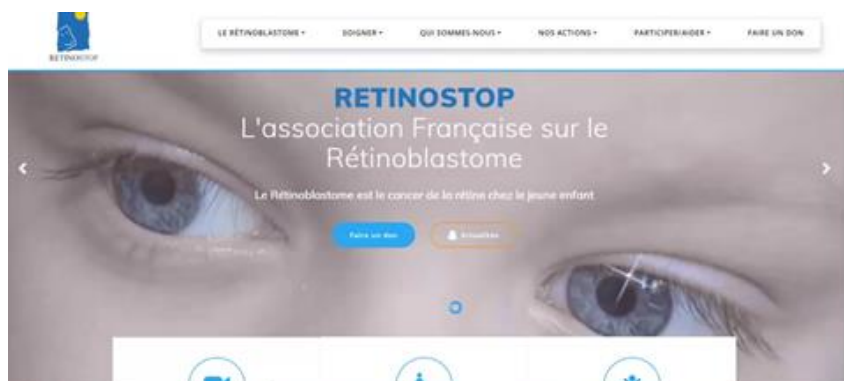 RETINOSTOP
LE RÉTINOBLASTOME SOIGNER QUI SOMMES-NOUS NOS ACTIONS PARTICIPER/AIDER FAIRE UN DON
RETINOSTOP
L'association Française sur le
Rétinoblastome
Le Rétinoblastome est le cancer de la rétine chez le jeune enfant
Faire un don Actualités